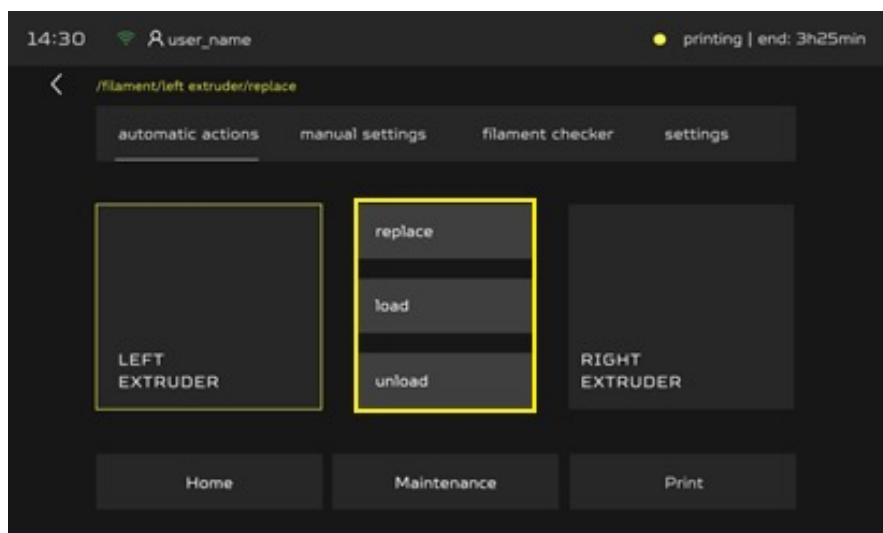 14:30 user_name printing | end: 3h25min
/filament/left extruder/replace
automatic actions manual settings filament checker settings
replace
load
unload
LEFT
EXTRUDER
RIGHT
EXTRUDER
Home Maintenance Print